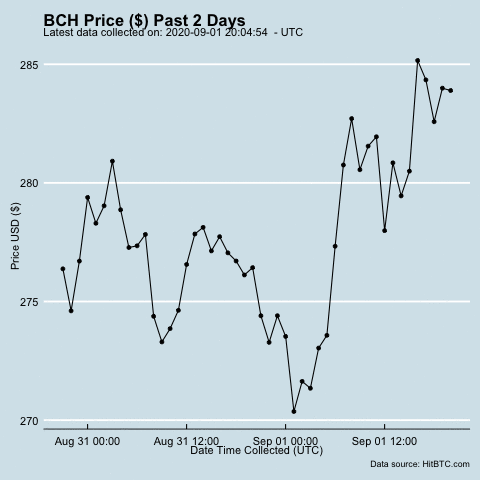 BCH Price ($) Past 2 Days
Latest data collected on: 2020-09-01 20:04:54 - UTC
285
280
275
270
Price USD ($)
Aug 31 00:00 Aug 31 12:00 Sep 01 00:00 Sep 01 12:00
Date Time Collected (UTC)
Data source: HitBTC.com